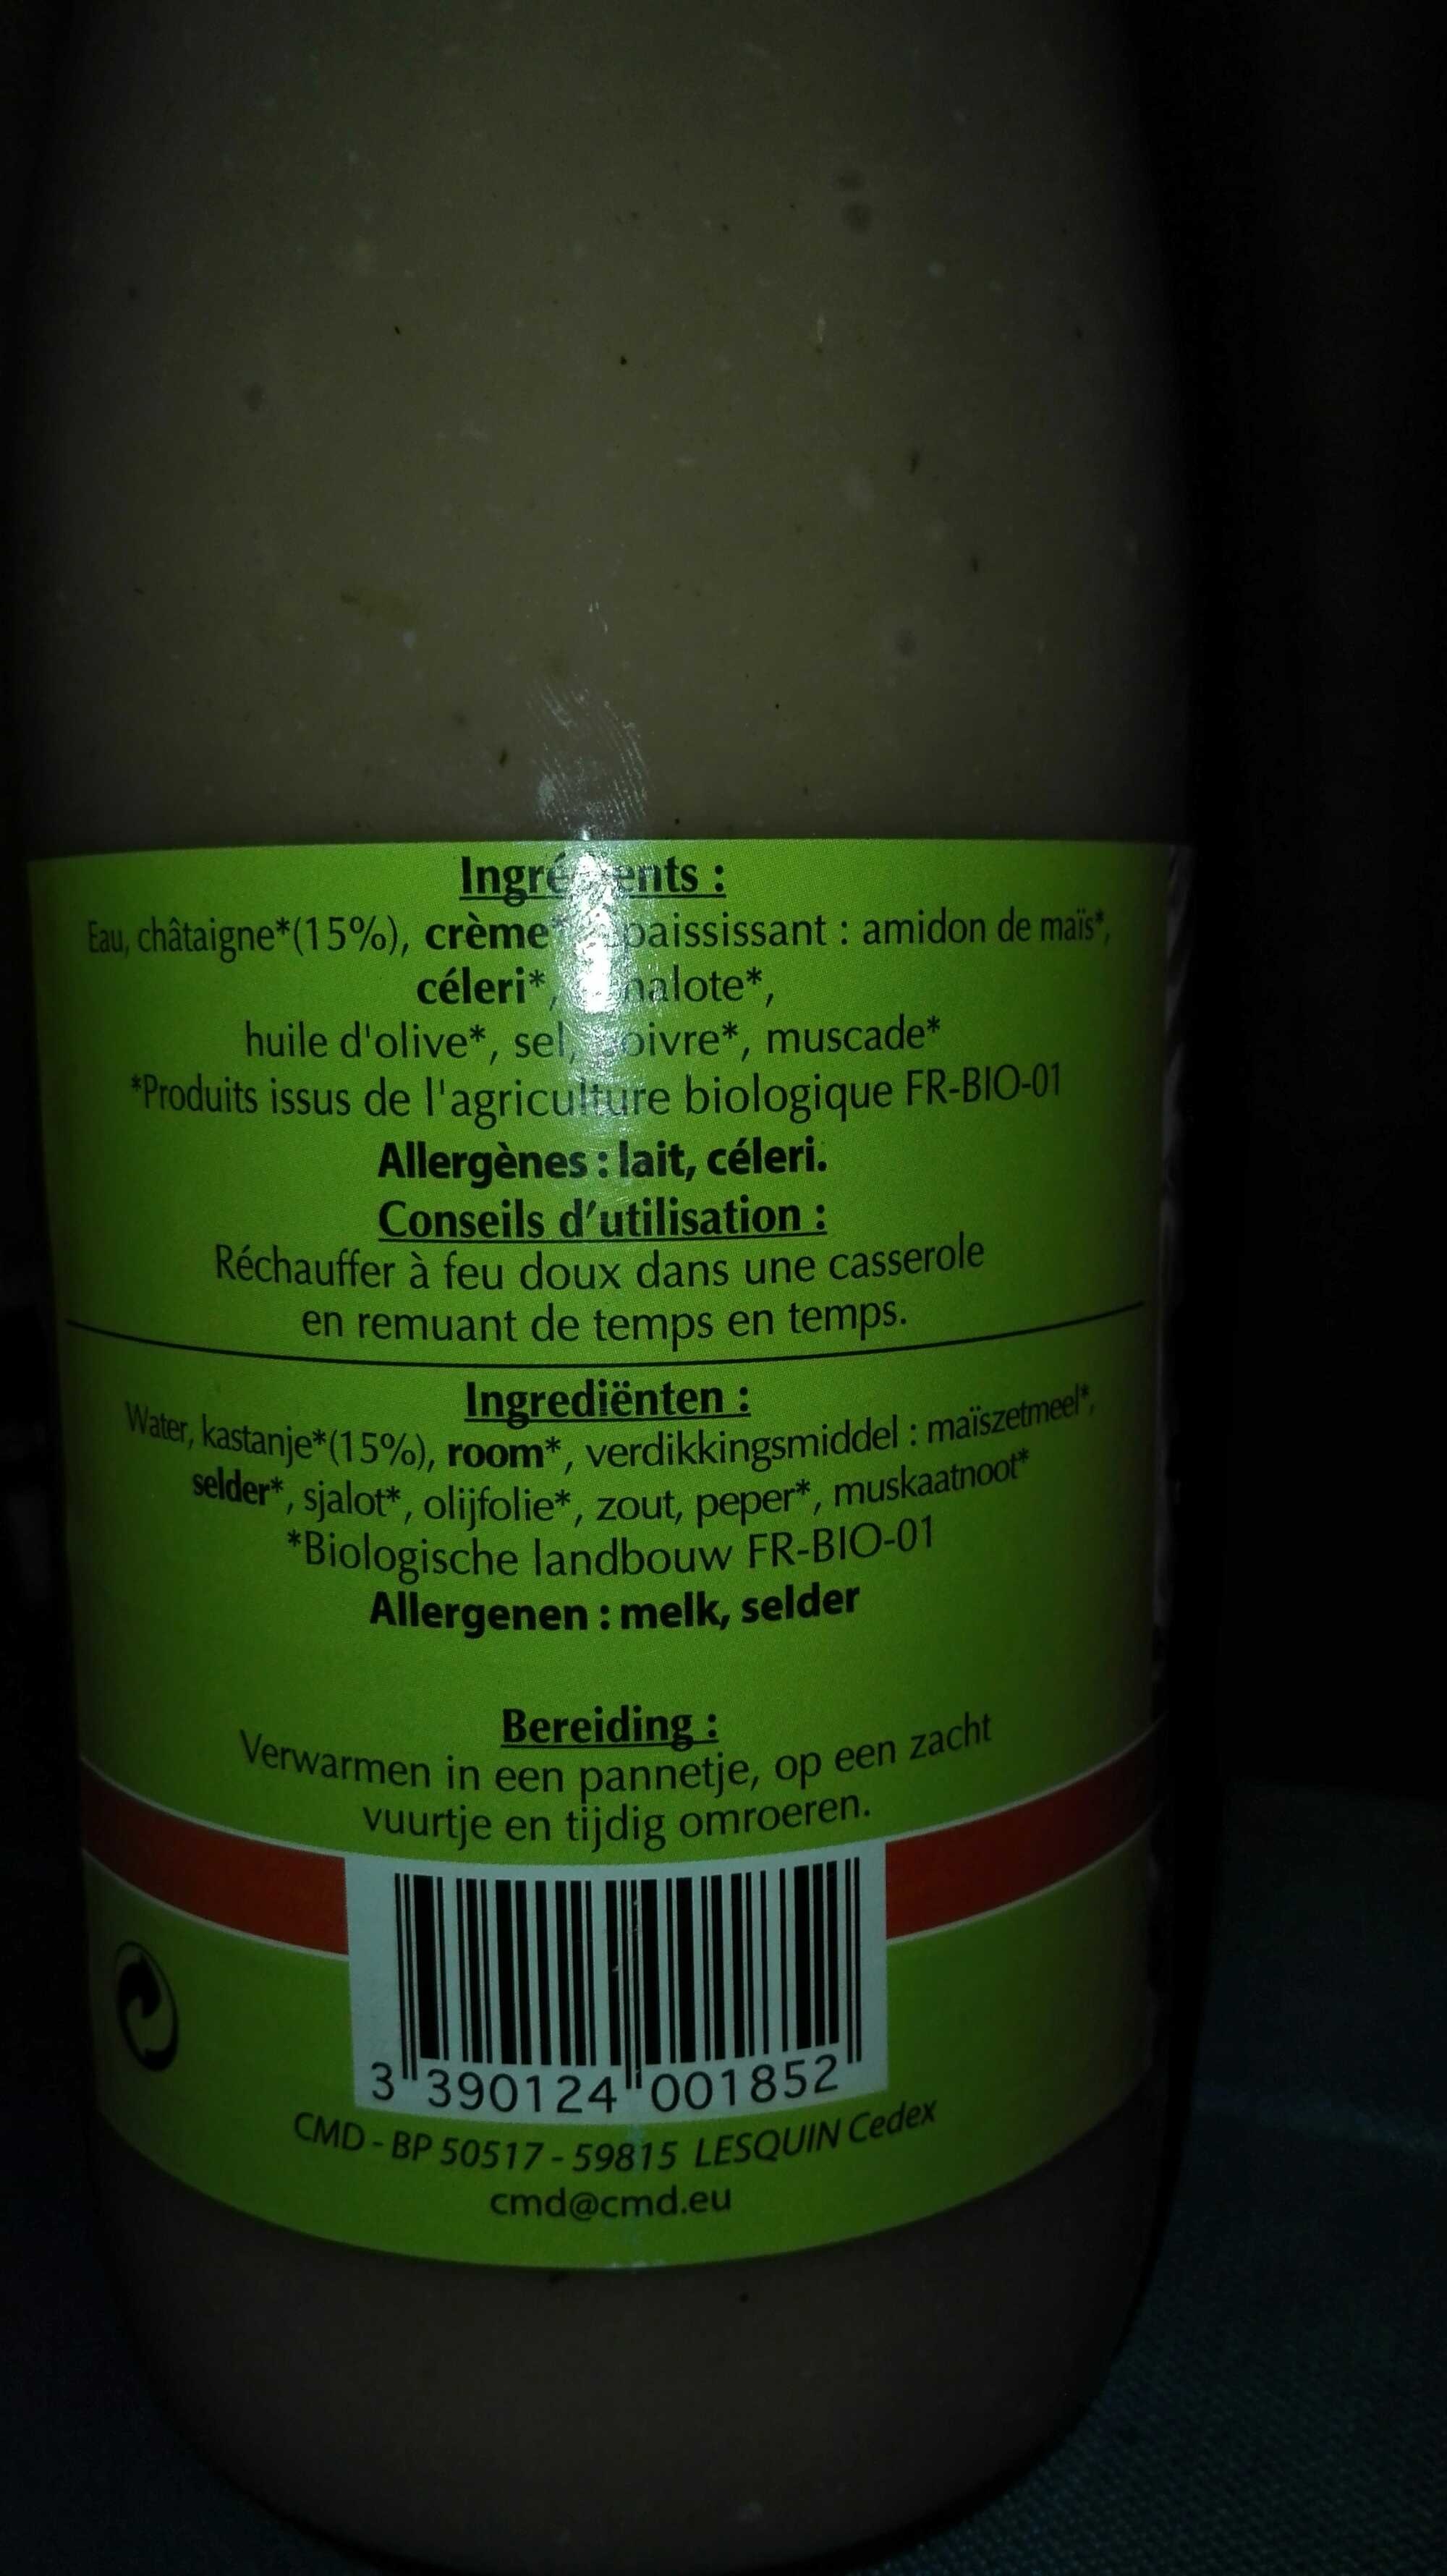 Eau, châtaigne*(15%), crème* : amidon de maïs*,
céleri*,
huile d'olive*, sel, muscade*
*Produits issus de l'agriculture biologique FR-BIO-01
Allergènes : lait, céleri.
Conseils d'utilisation :
Réchauffer à feu doux dans une casserole
en remuant de temps en temps.
Ingrediënten :
Water, kastanje*(15%), room*, verdikkingsmiddel : maïszetmeel*,
selder*, sjalot*, olijfolie*, zout, peper*, muskaatnoot*
*Biologische landbouw FR-BIO-01
Allergenen : melk, selder
Bereiding :
Verwarmen in een pannetje, op een zacht
vuurtje en tijdig omroeren.
3 390124 001852
CMD - BP 50517 - 59815 LESQUIN Cedex
cmd@cmd.eu